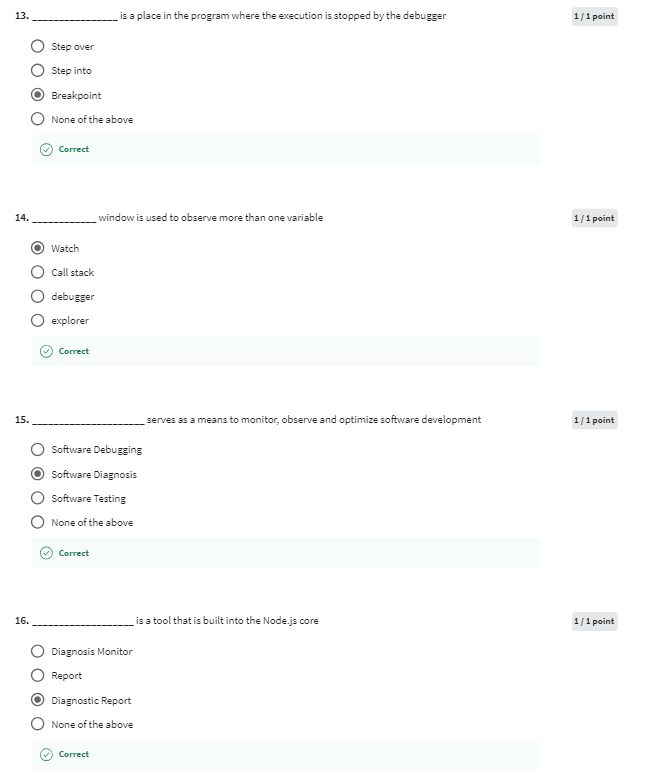 13. ________________ is a place in the program where the execution is stopped by the debugger
1 / 1 point
Step over
Step into
Breakpoint
None of the above
Correct
14. ____________ window is used to observe more than one variable
1 / 1 point
Watch
Call stack
debugger
explorer
Correct
15. _____________________ serves as a means to monitor, observe and optimize software development
1 / 1 point
Software Debugging
Software Diagnosis
Software Testing
None of the above
Correct
16. ___________________ is a tool that is built into the Node.js core
1 / 1 point
Diagnosis Monitor
Report
Diagnostic Report
None of the above
Correct